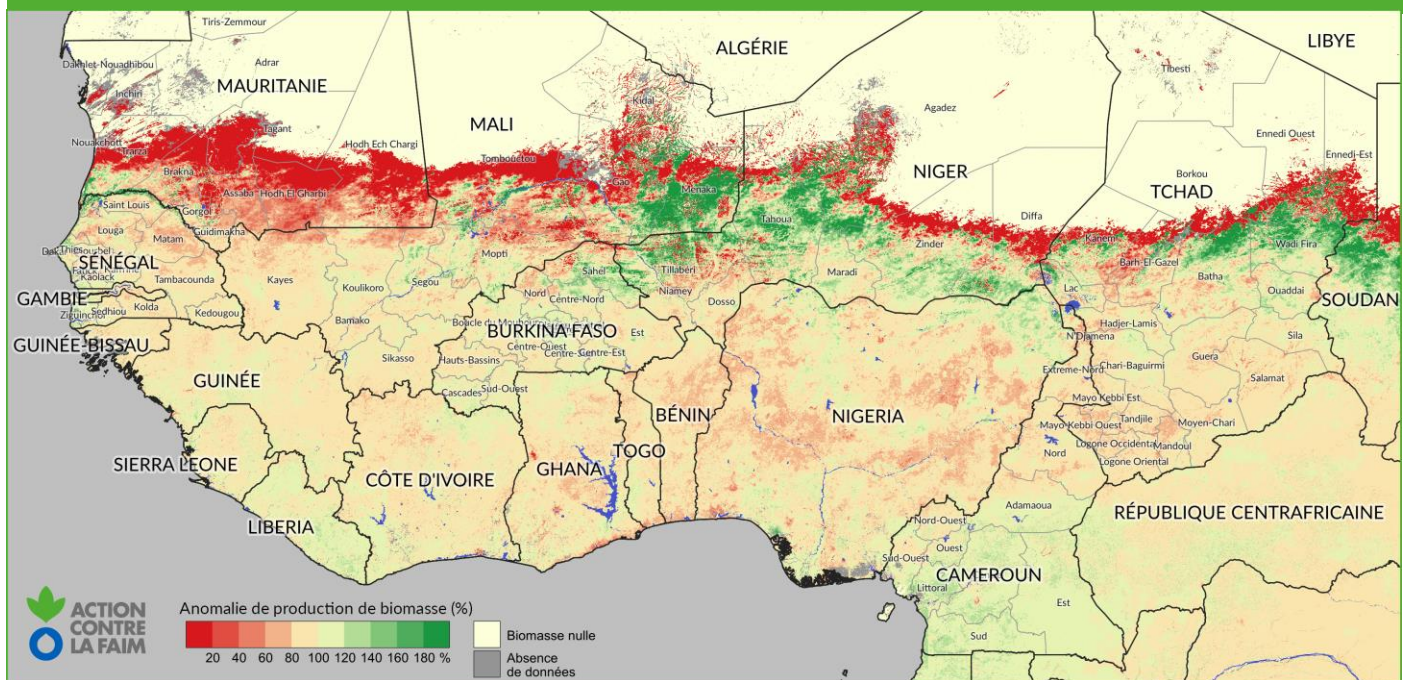 Tiris-Zemmour
ALGÉRIE
LIBYE
Dakhlet-Nouadhibou
Adrar
Tibesti
MAURITANIE
Inchiri
Kidal
Agadez
MALI
Tagant
Ennedi Ouest
Nouakchott
Trarza
Hodh Ech Chargi
Tombouctou
Ennedi-Est
Brakna
NIGER
Borkou
Assaba
Hodh El Gharbi
Gao
Menaka
TCHAD
Saint Louis
Gorgol
Tahoua
Diffa
Guidimakha
Louga
Matam
Zinder
Kanem
Wadi Fira
Mopti
Tillabéri
Barh-El-Gazel
SÉNÉGAL
Kaolack
Tambacounda
Kayes
Koulikoro
Segou
Sahel
Niamey
Maradi
Batha
Lac
Ouaddai
SOUDAN
GAMBIE
Nord
Centre-Nord
Dosso
Sedhiou
Kolda
Kedougou
Ziguinchor
Bamako
BURKINA FASO
Est
Hadjer-Lamis
N'Djamena
Sila
GUINÉE-BISSAU
Sikasso
Hauts-Bassins
Centre-Ouest
Centre-Est
Guera
Extreme-Nord
Chari-Baguirmi
Salamat
GUINÉE
Cascades
Sud-Ouest
Mayo Kebbi Est
BÉNIN
NIGERIA
Tandjile
Mayo Kebbi Ouest
Moyen-Chari
Logone Occidental
Mandoul
Nord
Logone Oriental
SIERRA LEONE
CÔTE D'IVOIRE
GHANA
TOGO
Adamaoua
RÉPUBLIQUE CENTRAFRICAINE
LIBERIA
Nord-Ouest
Ouest
Sud-Ouest
CAMEROUN
Littoral
Est
Sud
ACTION
CONTRE
LA FAIM
Anomalie de production de biomasse (%)
20 40 60 80 100 120 140 160 180 %
Biomasse nulle
Absence
de données